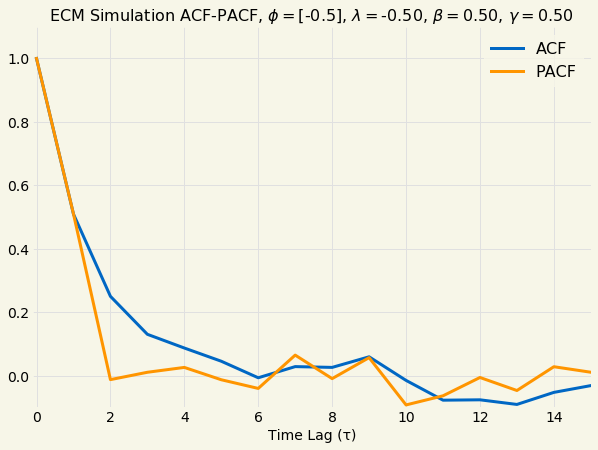 ECM Simulation ACF-PACF, ϕ = [-0.5], λ = -0.50, β = 0.50, γ = 0.50
ACF
PACF
1.0
0.8
0.6
0.4
0.2
0.0
0 2 4 6 8 10 12 14
Time Lag (τ)